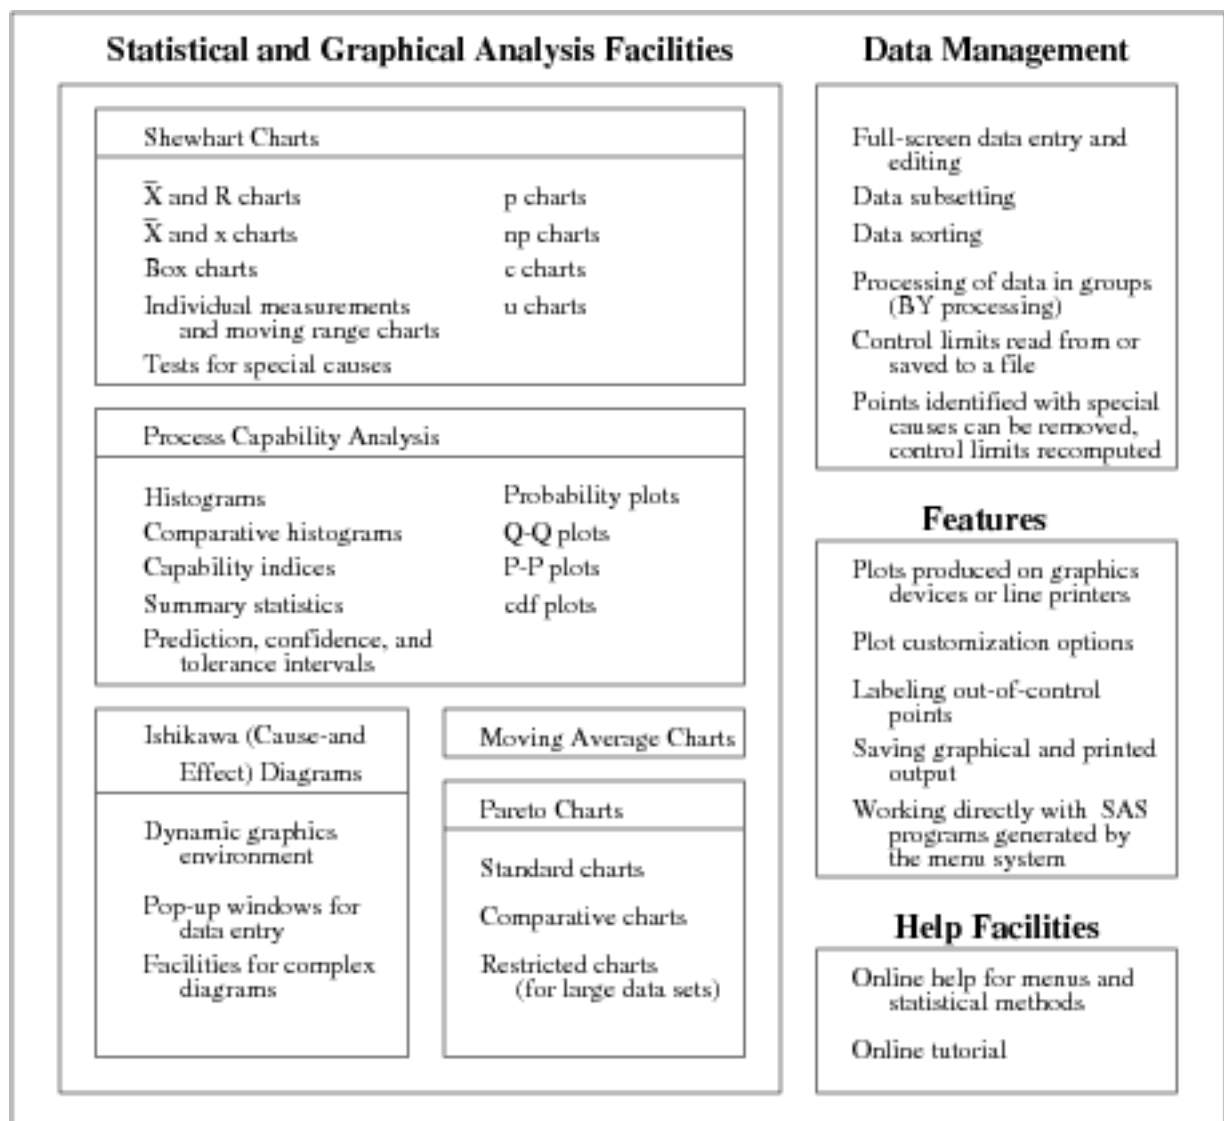 Statistical and Graphical Analysis Facilities
Shewhart Charts
X̅ and R charts
X̅ and x charts
Box charts
Individual measurements
and moving range charts
Tests for special causes
p charts
np charts
c charts
u charts
Process Capability Analysis
Histograms
Comparative histograms
Capability indices
Summary statistics
Prediction, confidence, and
tolerance intervals
Probability plots
Q-Q plots
P-P plots
cdf plots
Ishikawa (Cause-and
Effect) Diagrams
Dynamic graphics
environment
Pop-up windows for
data entry
Facilities for complex
diagrams
Moving Average Charts
Pareto Charts
Standard charts
Comparative charts
Restricted charts
(for large data sets)
Data Management
Full-screen data entry and
editing
Data subsetting
Data sorting
Processing of data in groups
(BY processing)
Control limits read from or
saved to a file
Points identified with special
causes can be removed,
control limits recomputed
Features
Plots produced on graphics
devices or line printers
Plot customization options
Labeling out-of-control
points
Saving graphical and printed
output
Working directly with SAS
programs generated by
the menu system
Help Facilities
Online help for menus and
statistical methods
Online tutorial